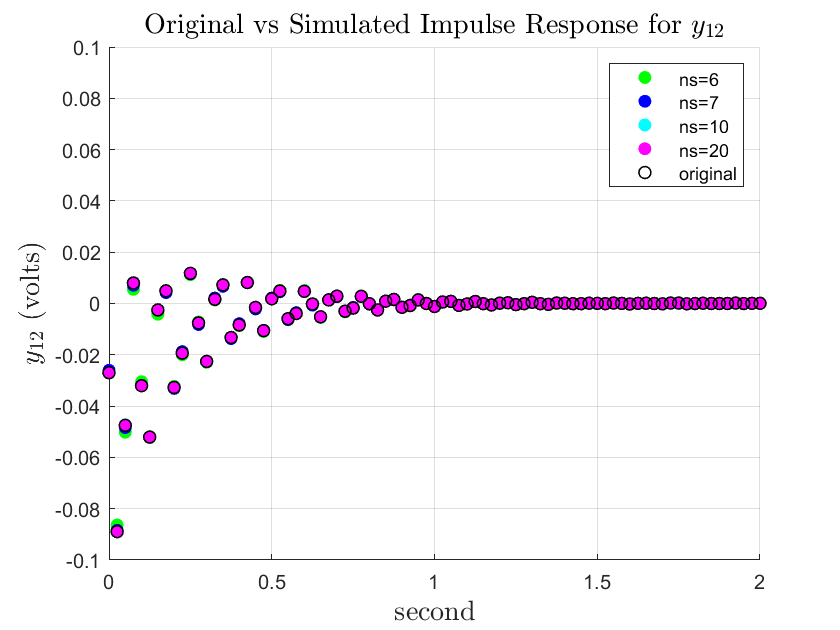 Original vs Simulated Impulse Response for y12
0.1
0.08
0.06
0.04
0.02
0
-0.02
-0.04
-0.06
-0.08
-0.1
y12 (volts)
ns=6
ns=7
ns=10
ns=20
original
0 0.5 1 1.5 2
second